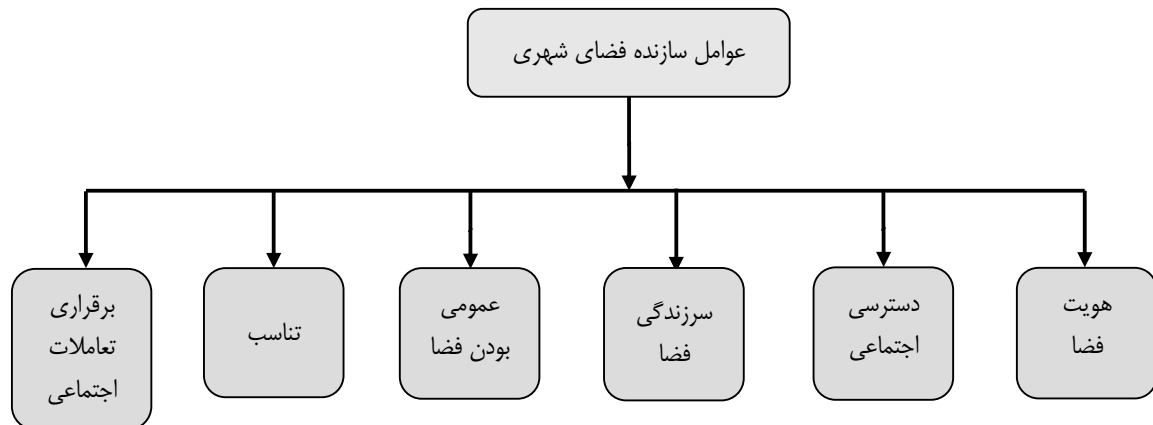 عوامل سازنده فضای شهری
هویت
فضا
دسترسی
اجتماعی
سرزندگی
فضا
عمومی
بودن فضا
تناسب
برقراری
تعاملات
اجتماعی